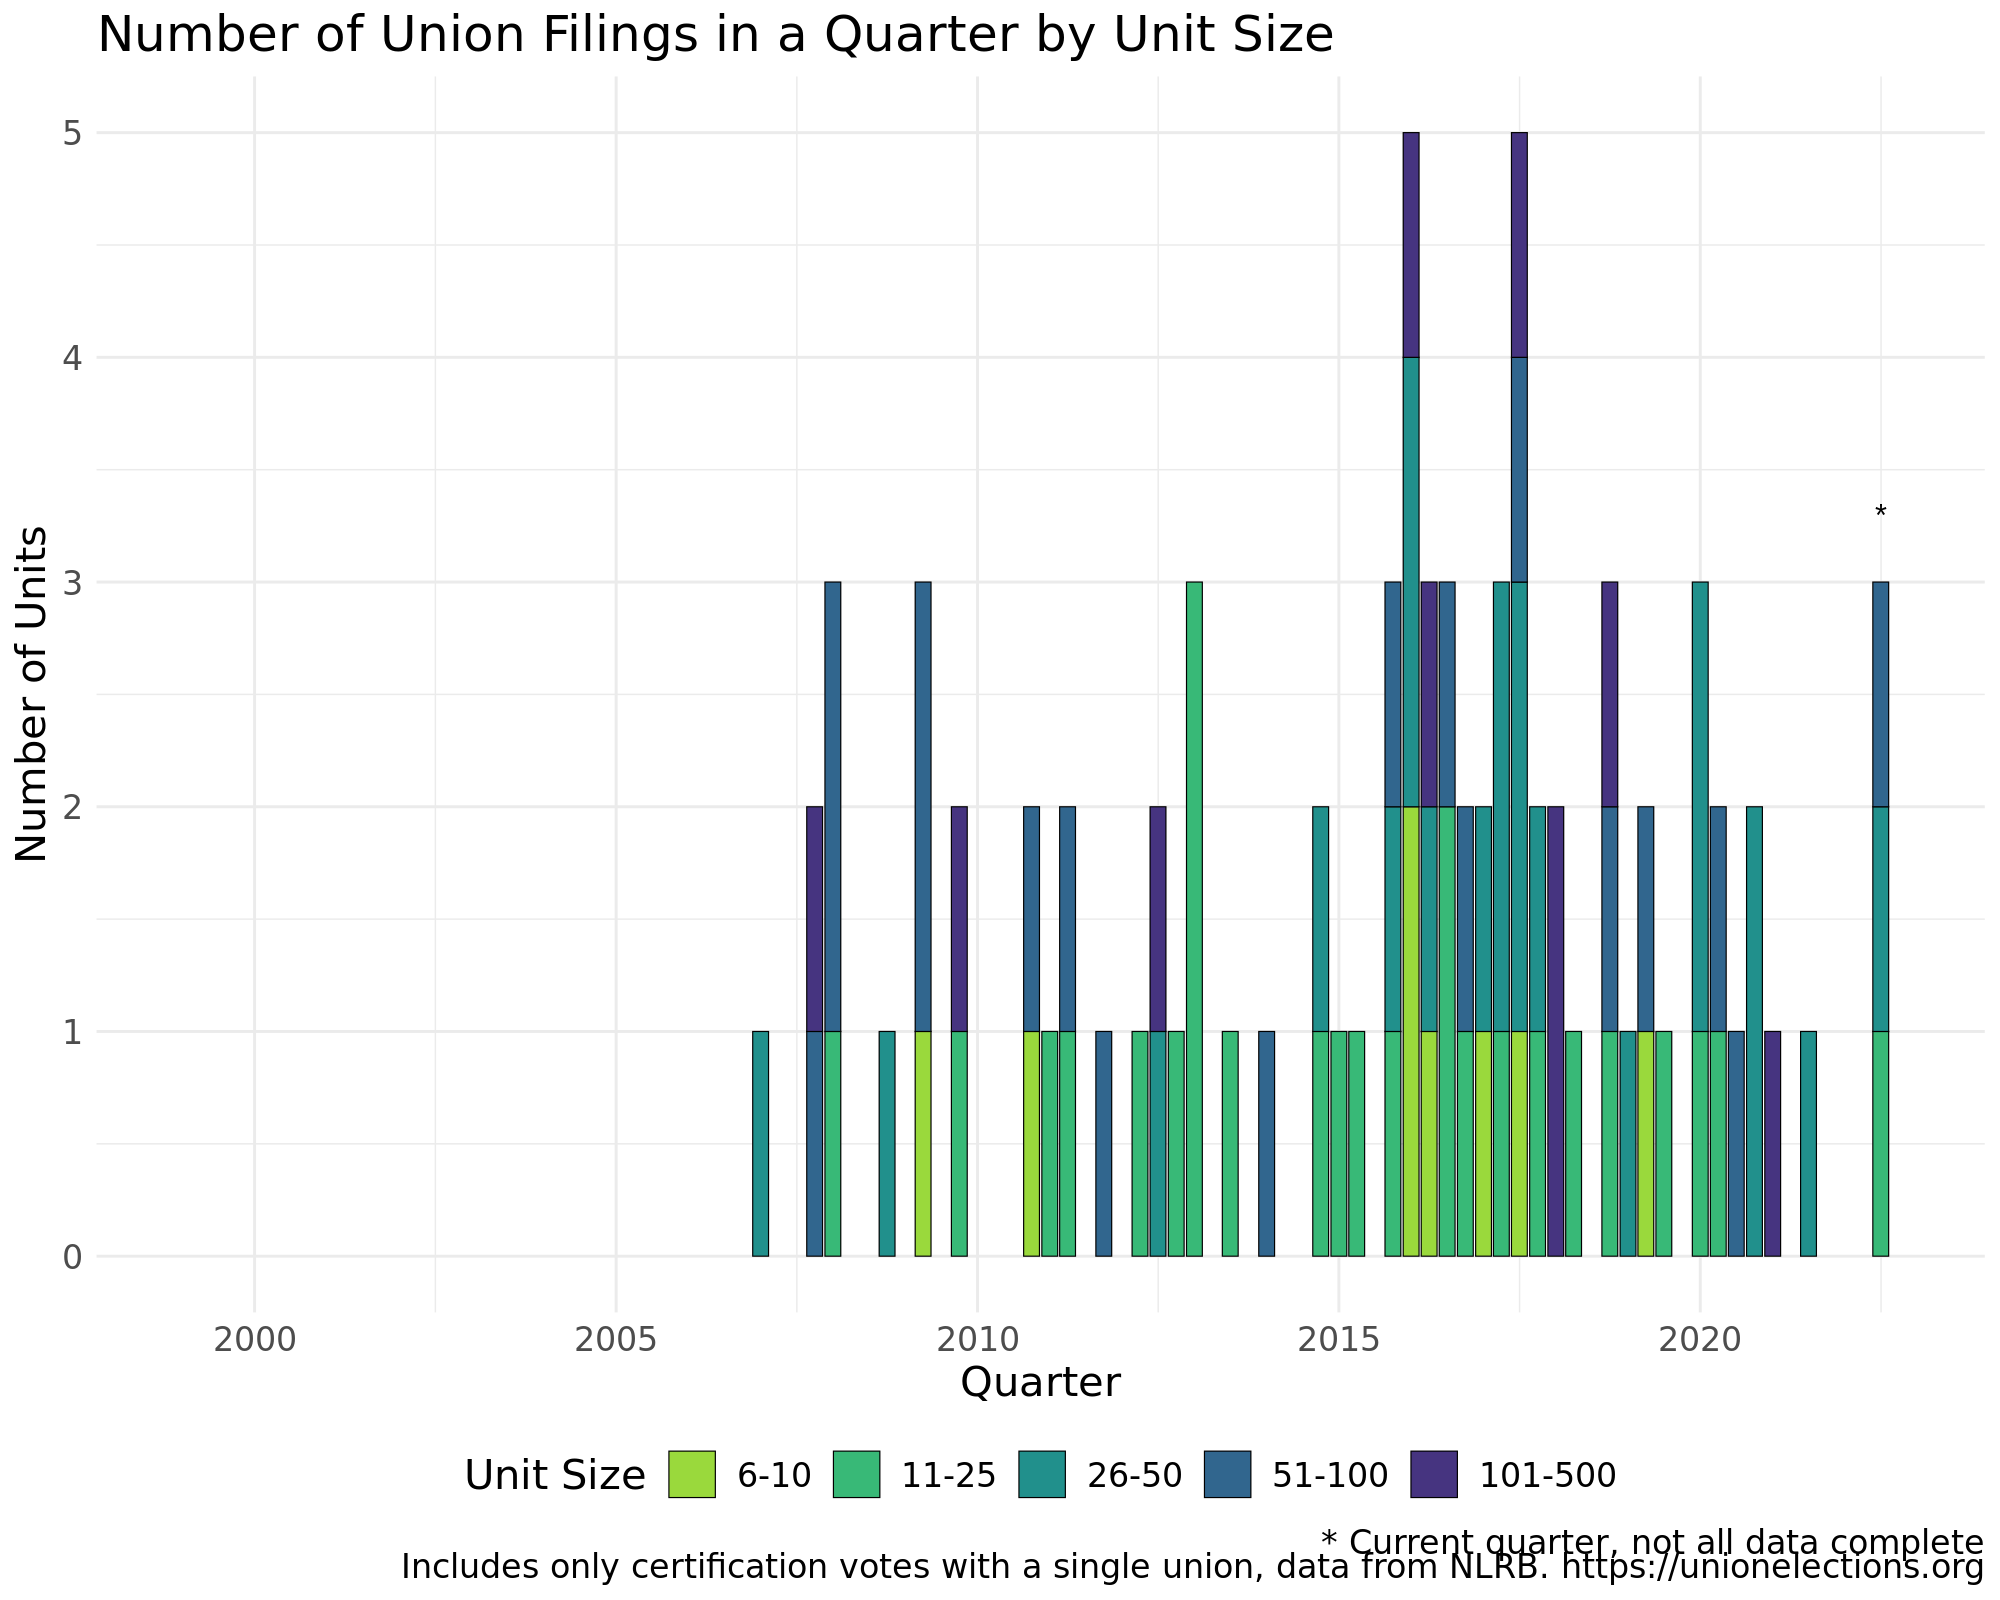 Number of Union Filings in a Quarter by Unit Size
Number of Units
5
4
3
2
1
0
*
2000 2005 2010 2015 2020
Quarter
Unit Size 6-10 11-25 26-50 51-100 101-500
* Current quarter, not all data complete
Includes only certification votes with a single union, data from NLRB. https://unionelections.org